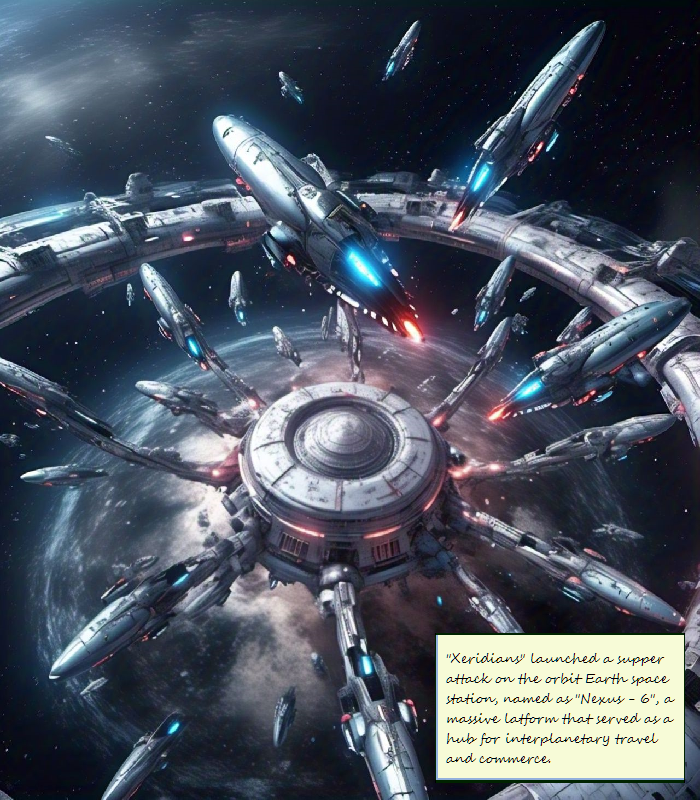 "Xeridians" launched a supper
attack on the orbit Earth space
station, named as "Nexus - 6", a
massive latform that served as a
hub for interplanetary travel
and commerce.